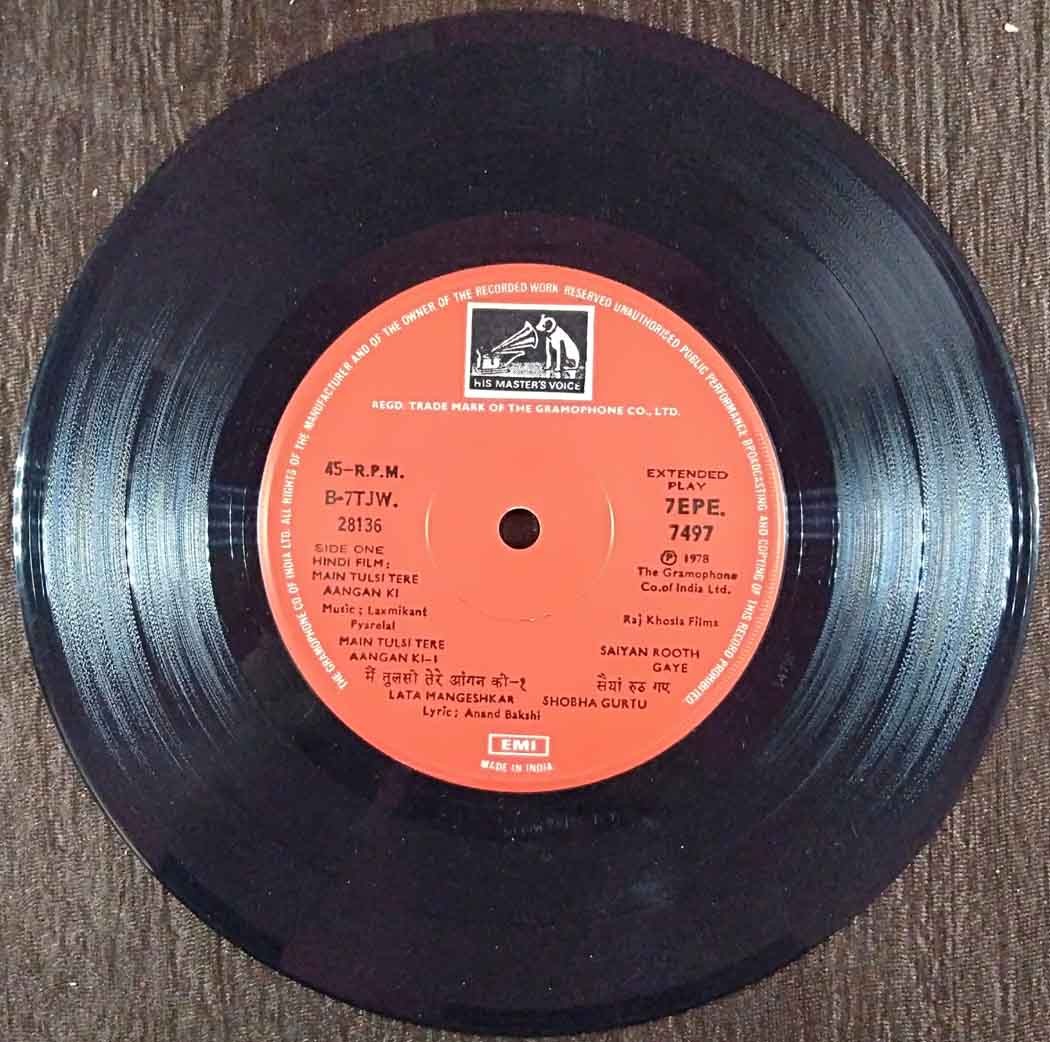 THE GRAMOPHONE CO. OF INDIA LTD. ALL RIGHTS OF THE MANUFACTURER AND OF THE OWNER OF THE RECORDED WORK RESERVED UNAUTHORISED PUBLIC PERFORMANCE BROADCASTING AND COPYING OF THIS RECORD PROHIBITED.
HIS MASTER'S VOICE
REGD. TRADE MARK OF THE GRAMOPHONE CO., LTD.
45-R.P.M.
B-7TJW.
28136
SIDE ONE
HINDI FILM :
MAIN TULSI TERE
AANGAN KI
Music ; Laxmikant
Pyarelal
EXTENDED
PLAY
7EPE.
7497
Ⓟ 1978
The Gramophone
Co.of India Ltd.
Raj Khosla Films
MAIN TULSI TERE
AANGAN KI-I
मैं तुलसी तेरे आंगन की-१
LATA MANGESHKAR
Lyric ; Anand Bakshi
SAIYAN ROOTH
GAYE
सैयां रुठ गए
SHOBHA GURTU
EMI
MADE IN INDIA